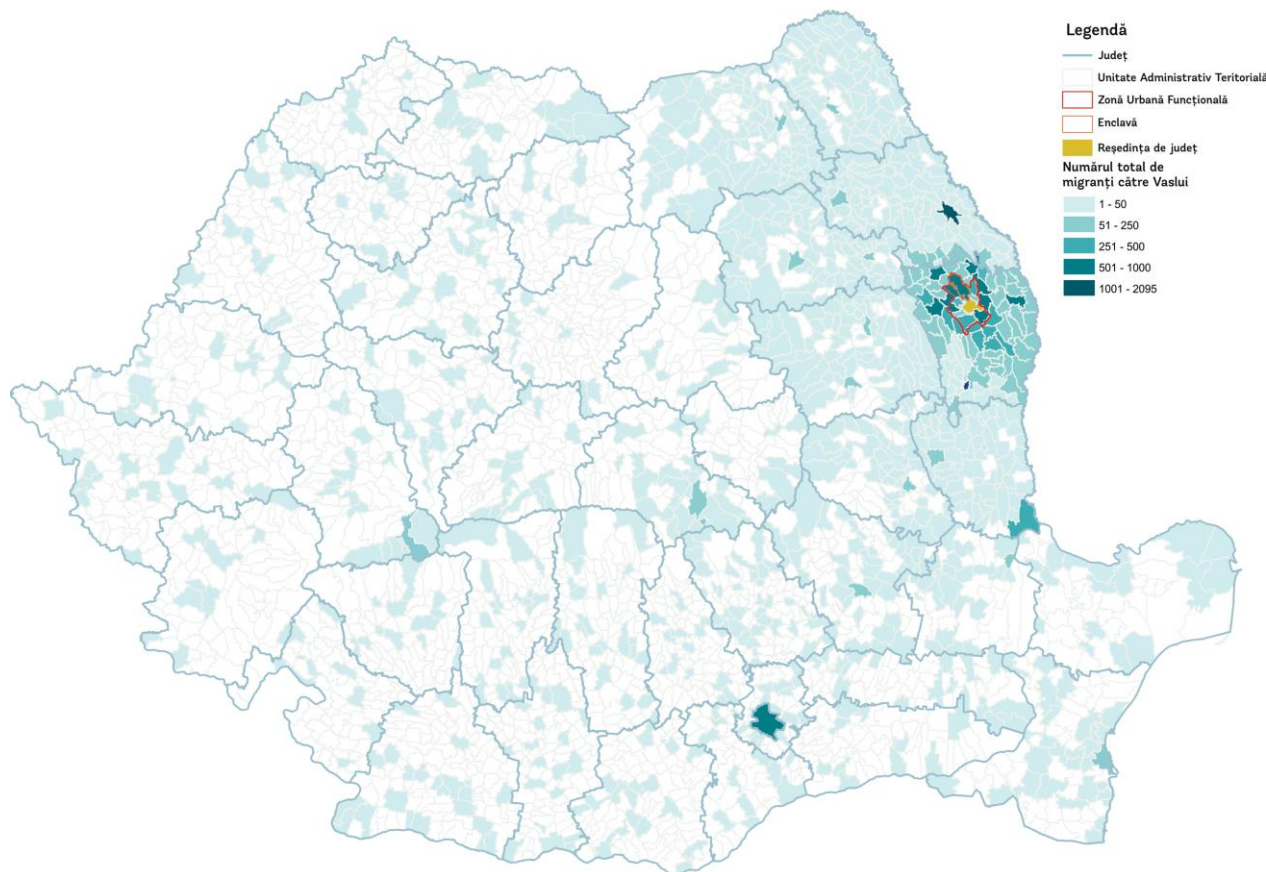 Legendă
Județ
Unitate Administrativ Teritorială
Zonă Urbană Funcțională
Enclavă
Reședința de județ
Numărul total de
migranți către Vaslui
1 - 50
51 - 250
251 - 500
501 - 1000
1001 - 2095